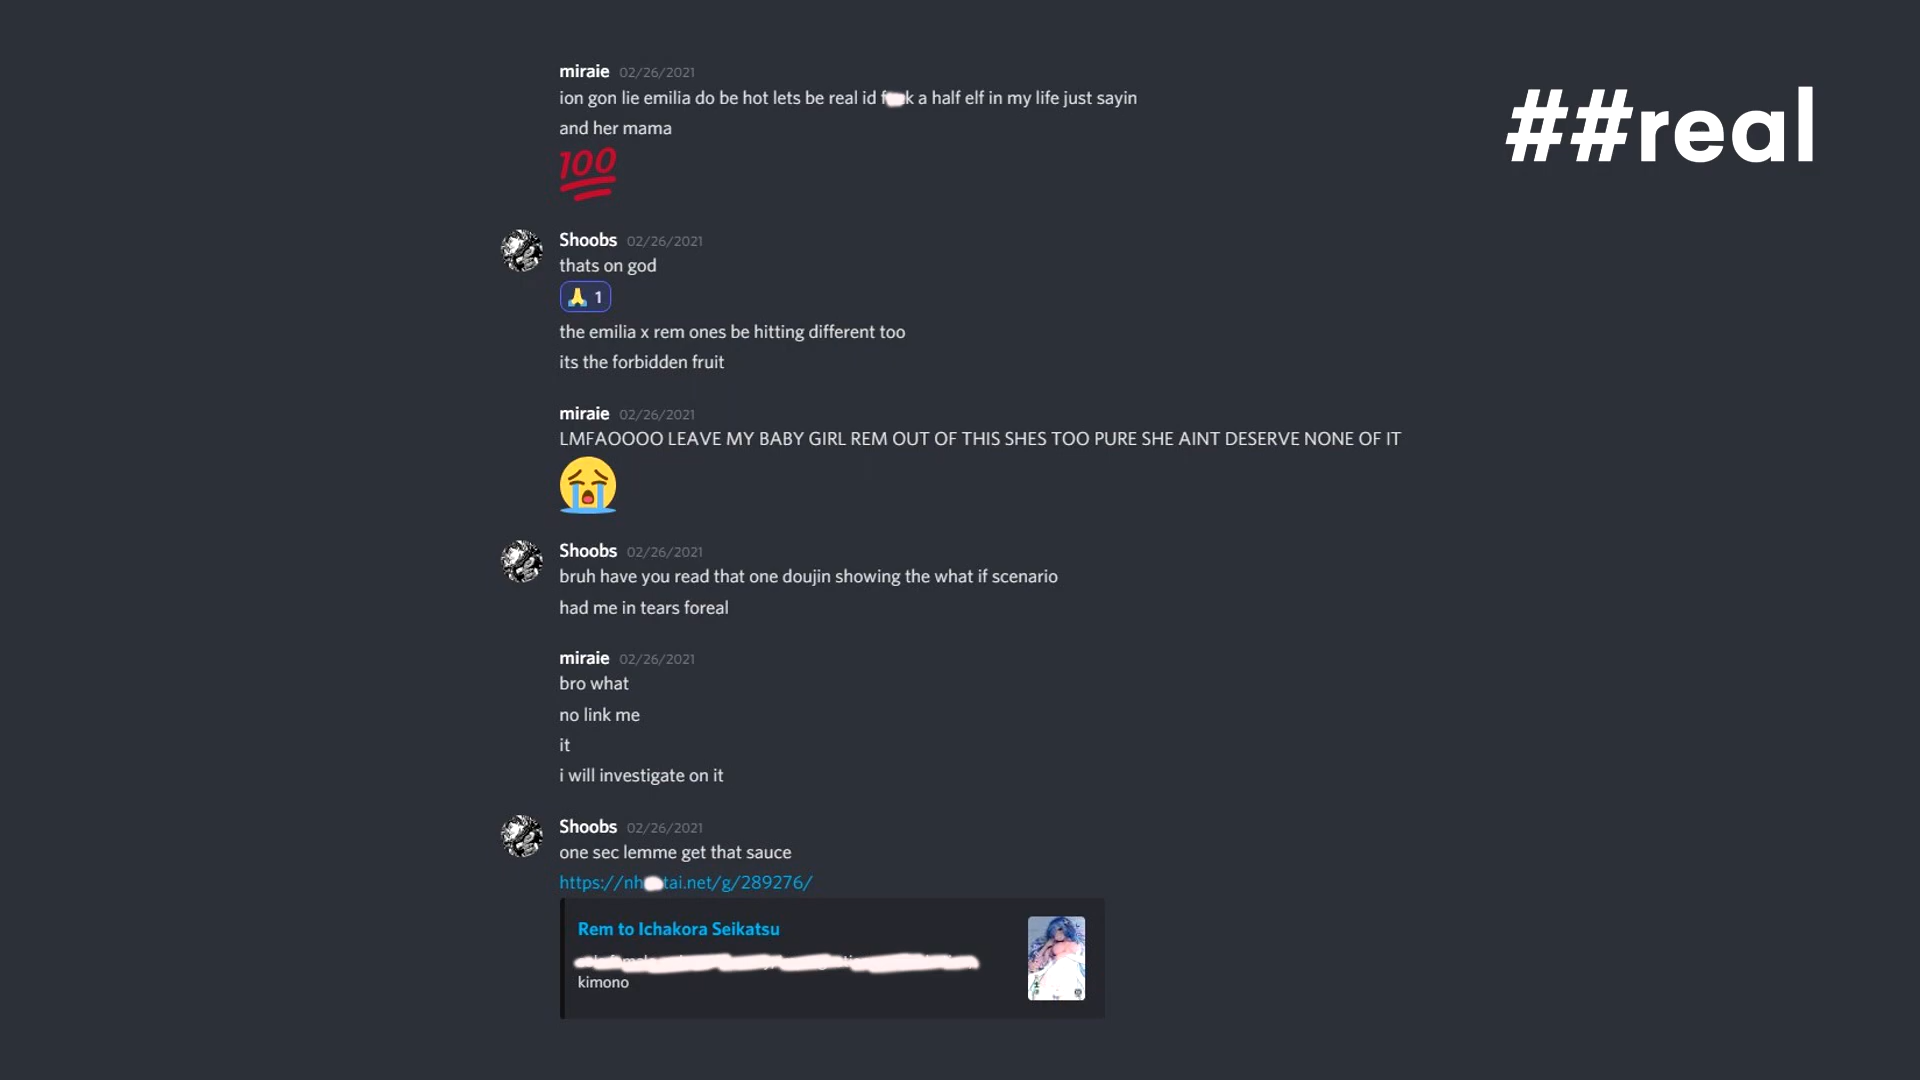 miraie 02/26/2021
ion gon lie emilia do be hot lets be real id f k a half elf in my life just sayin
##real
and her mama
100
Shoobs 02/26/2021
thats on god
1
the emilia x rem ones be hitting different too
its the forbidden fruit
miraie 02/26/2021
LMFAOOOO LEAVE MY BABY GIRL REM OUT OF THIS SHES TOO PURE SHE AINT DESERVE NONE OF IT
Shoobs 02/26/2021
bruh have you read that one doujin showing the what if scenario
had me in tears foreal
miraie 02/26/2021
bro what
no link me
it
i will investigate on it
Shoobs 02/26/2021
one sec lemme get that sauce
https://nh tai.net/g/289276/
Rem to Ichakora Seikatsu
kimono